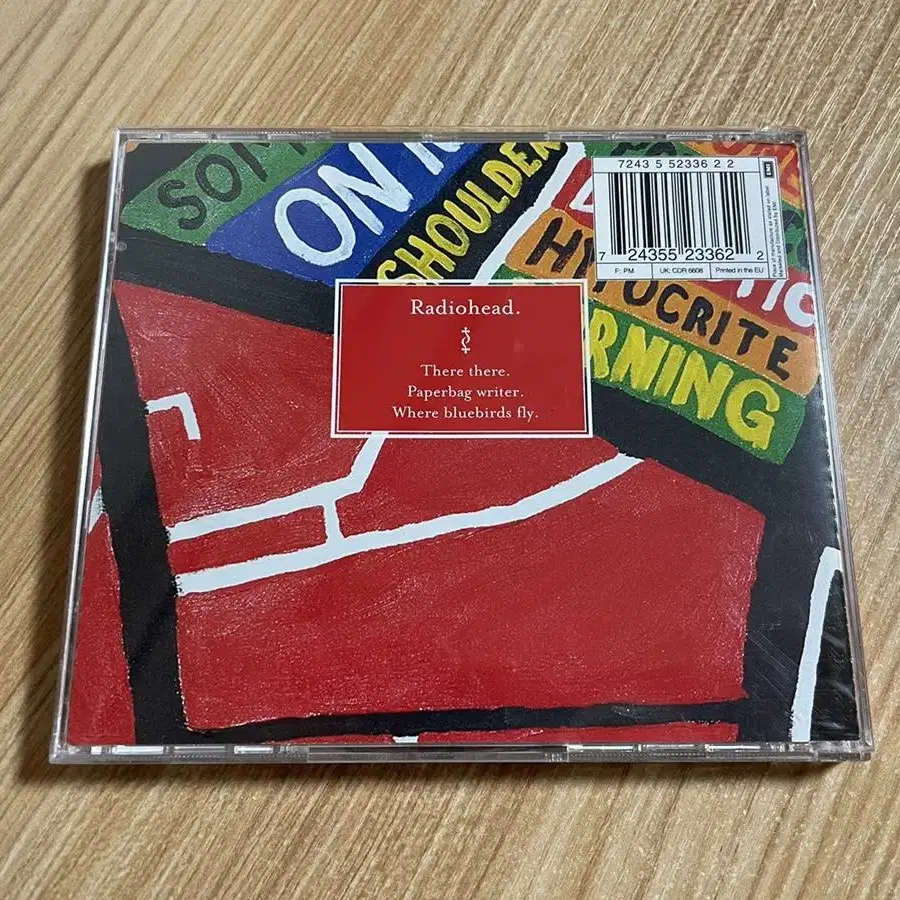 ON
SHOULDER
HYPOCRITE
RNING
7243 5 52336 2 2
7 24355 23362 2
F: PM
UK: CDR 6608
Printed in the EU
EMI
Radiohead.
There there.
Paperbag writer.
Where bluebirds fly.